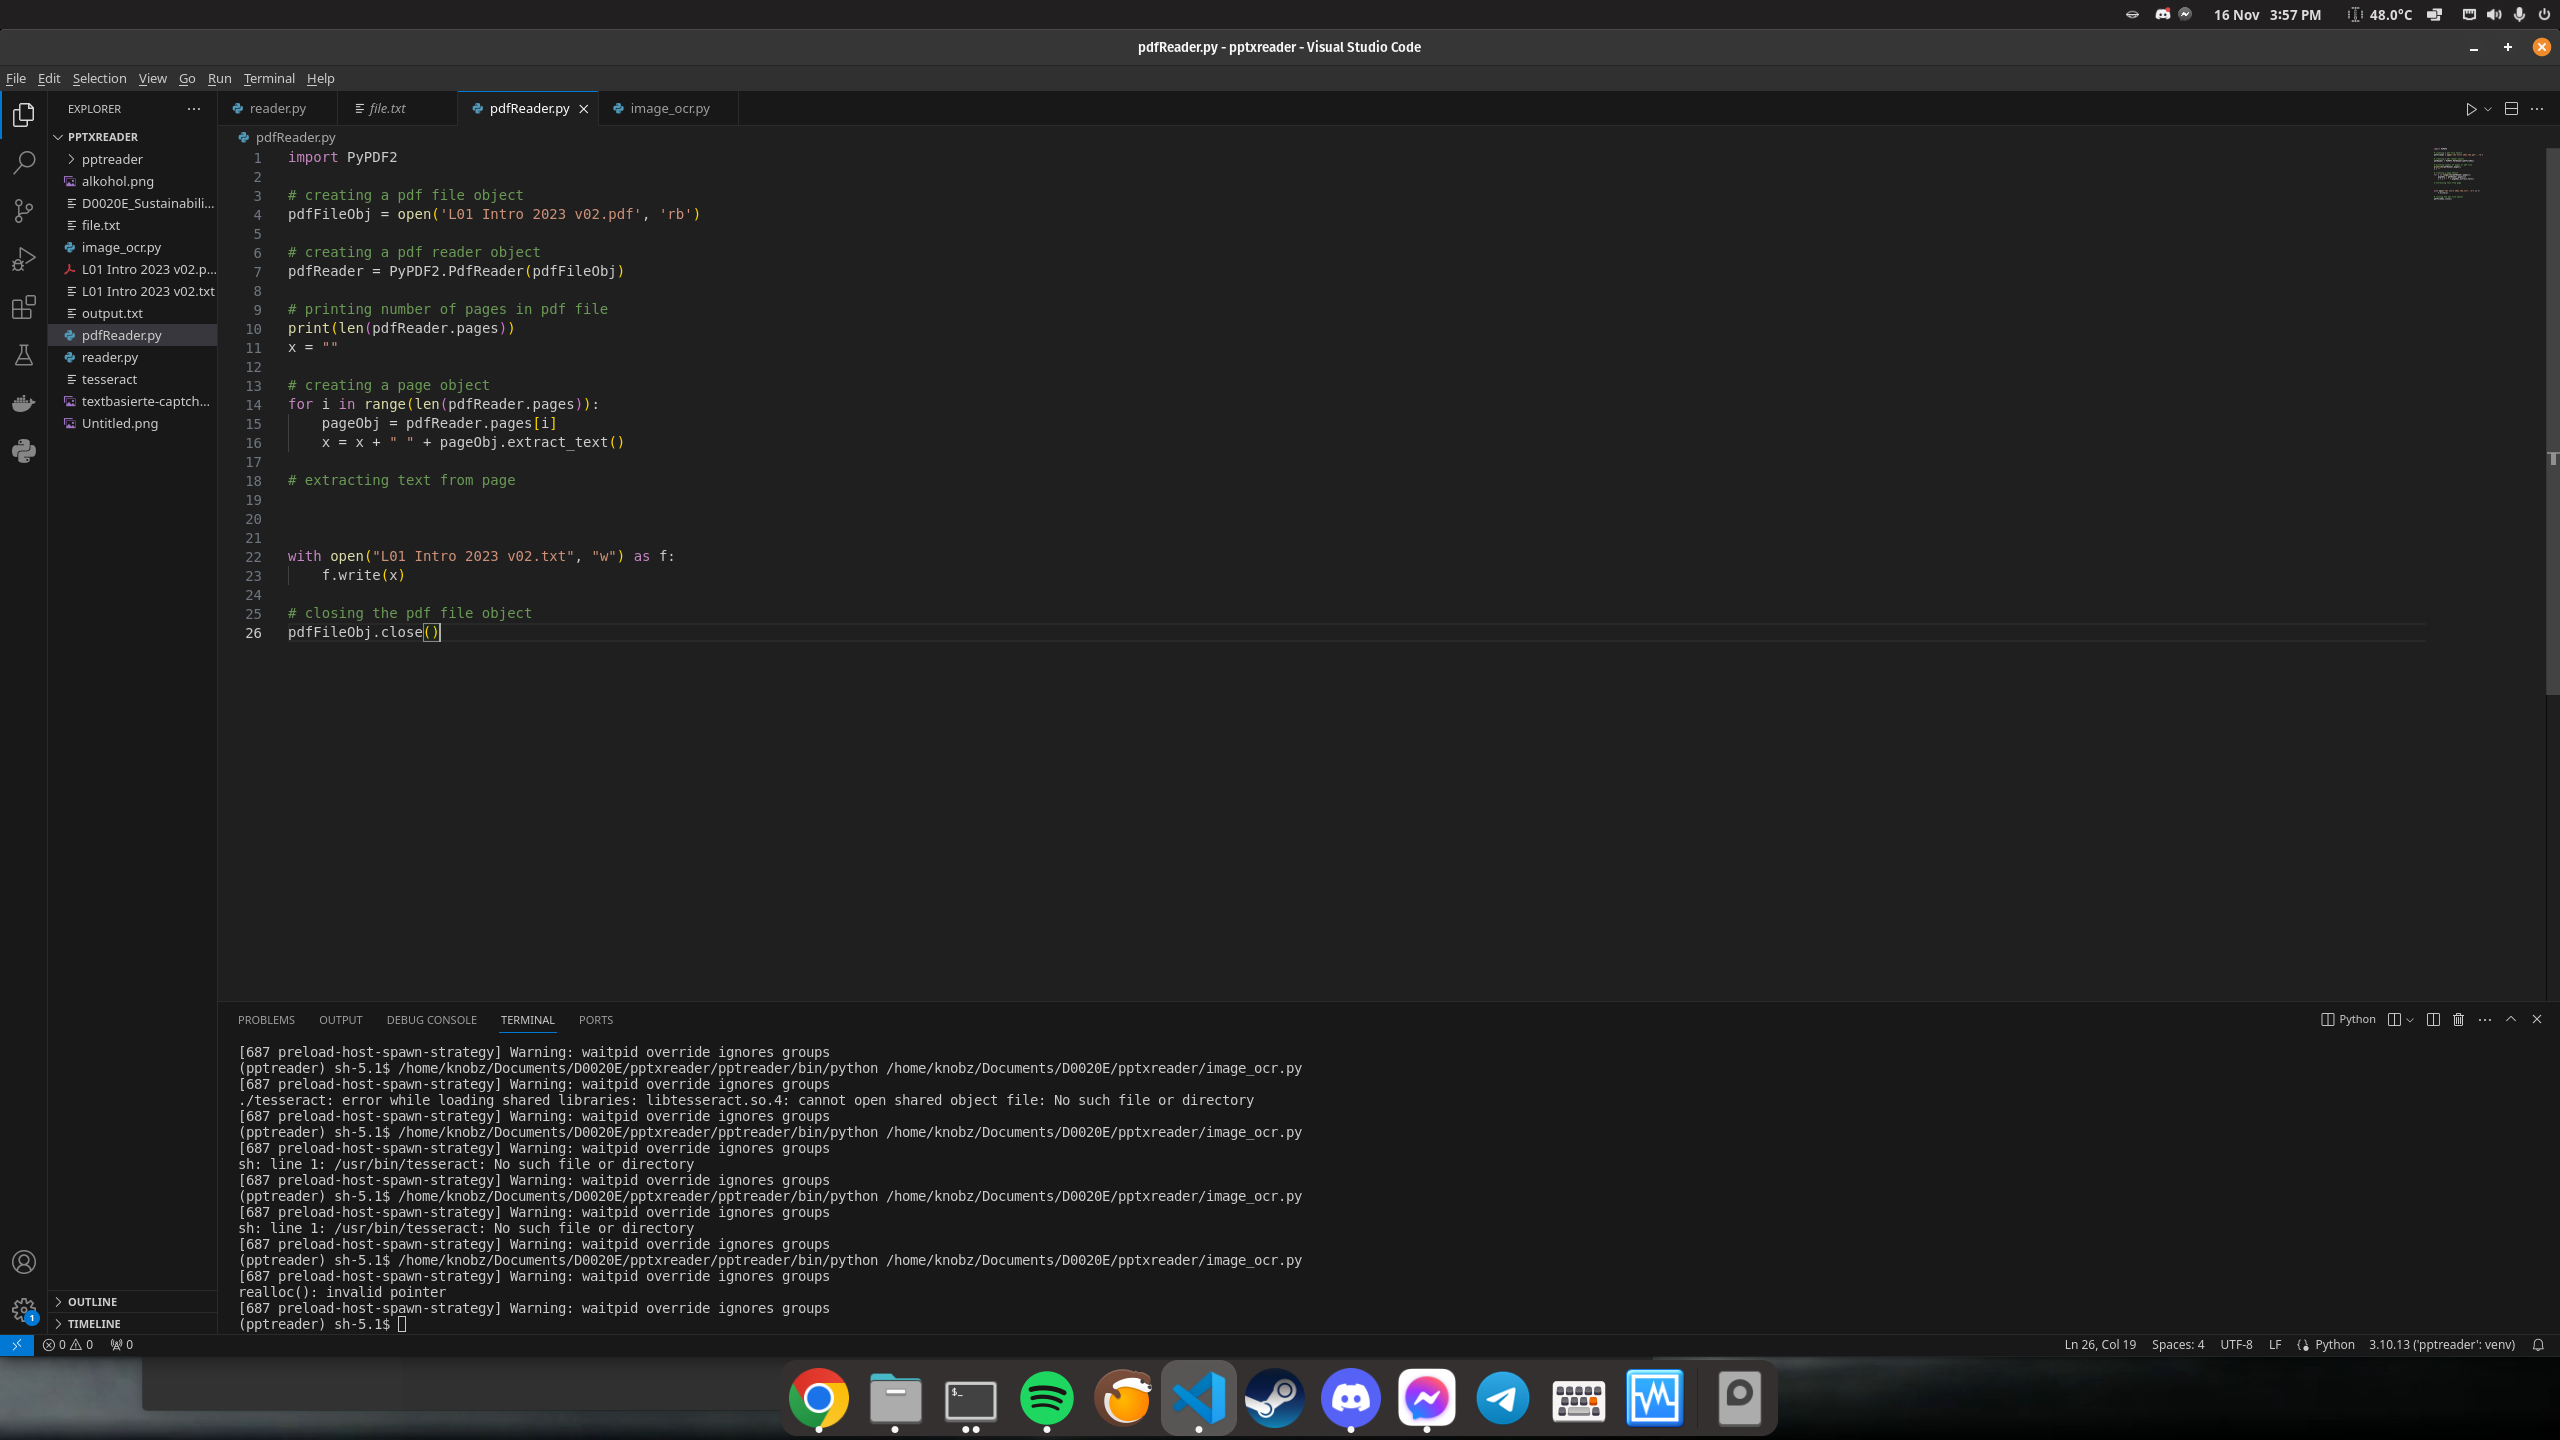 16 Nov 3:57 PM
48.0°C
pdfReader.py - pptxreader - Visual Studio Code
File Edit Selection View Go Run Terminal Help
EXPLORER
PPTXREADER
pptreader
alkohol.png
D0020E_Sustainabili...
file.txt
image_ocr.py
L01 Intro 2023 v02.p...
L01 Intro 2023 v02.txt
output.txt
pdfReader.py
reader.py
tesseract
textbasierte-captch...
Untitled.png
OUTLINE
TIMELINE
reader.py
file.txt
pdfReader.py
image_ocr.py
pdfReader.py
1 import PyPDF2
2
3 # creating a pdf file object
4 pdfFileObj = open('L01 Intro 2023 v02.pdf', 'rb')
5
6 # creating a pdf reader object
7 pdfReader = PyPDF2.PdfReader(pdfFileObj)
8
9 # printing number of pages in pdf file
10 print(len(pdfReader.pages))
11 x = ""
12
13 # creating a page object
14 for i in range(len(pdfReader.pages)):
15     pageObj = pdfReader.pages[i]
16     x = x + " " + pageObj.extract_text()
17
18 # extracting text from page
19
20
21
22 with open("L01 Intro 2023 v02.txt", "w") as f:
23     f.write(x)
24
25 # closing the pdf file object
26 pdfFileObj.close()
PROBLEMS OUTPUT DEBUG CONSOLE TERMINAL PORTS
Python
[687 preload-host-spawn-strategy] Warning: waitpid override ignores groups
(pptreader) sh-5.1$ /home/knobz/Documents/D0020E/pptxreader/pptreader/bin/python /home/knobz/Documents/D0020E/pptxreader/image_ocr.py
[687 preload-host-spawn-strategy] Warning: waitpid override ignores groups
./tesseract: error while loading shared libraries: libtesseract.so.4: cannot open shared object file: No such file or directory
[687 preload-host-spawn-strategy] Warning: waitpid override ignores groups
(pptreader) sh-5.1$ /home/knobz/Documents/D0020E/pptxreader/pptreader/bin/python /home/knobz/Documents/D0020E/pptxreader/image_ocr.py
[687 preload-host-spawn-strategy] Warning: waitpid override ignores groups
sh: line 1: /usr/bin/tesseract: No such file or directory
[687 preload-host-spawn-strategy] Warning: waitpid override ignores groups
(pptreader) sh-5.1$ /home/knobz/Documents/D0020E/pptxreader/pptreader/bin/python /home/knobz/Documents/D0020E/pptxreader/image_ocr.py
[687 preload-host-spawn-strategy] Warning: waitpid override ignores groups
sh: line 1: /usr/bin/tesseract: No such file or directory
[687 preload-host-spawn-strategy] Warning: waitpid override ignores groups
(pptreader) sh-5.1$ /home/knobz/Documents/D0020E/pptxreader/pptreader/bin/python /home/knobz/Documents/D0020E/pptxreader/image_ocr.py
[687 preload-host-spawn-strategy] Warning: waitpid override ignores groups
realloc(): invalid pointer
[687 preload-host-spawn-strategy] Warning: waitpid override ignores groups
(pptreader) sh-5.1$
1
0 0 0
Ln 26, Col 19 Spaces: 4 UTF-8 LF Python 3.10.13 ('pptreader': venv)
$_